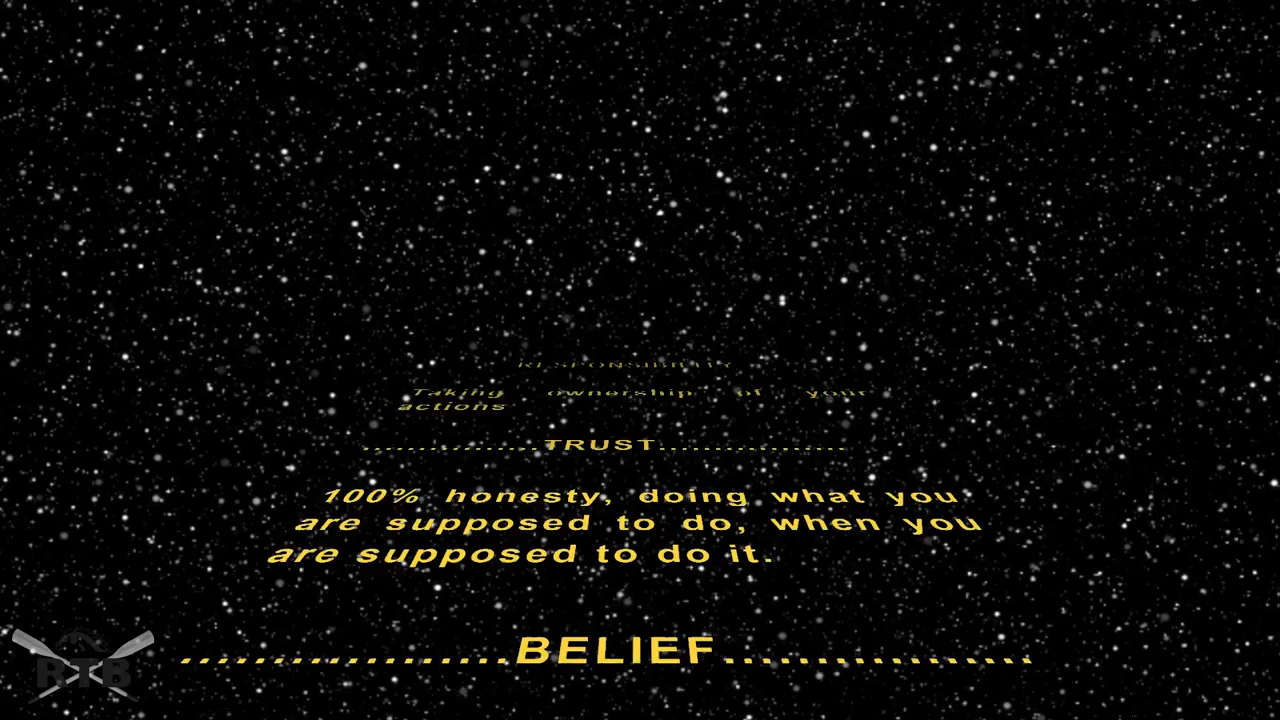 RESPONSIBILITY
Taking ownership of your
actions
.................TRUST.................
100% honesty, doing what you
are supposed to do, when you
are supposed to do it.
..................BELIEF.................
RTB